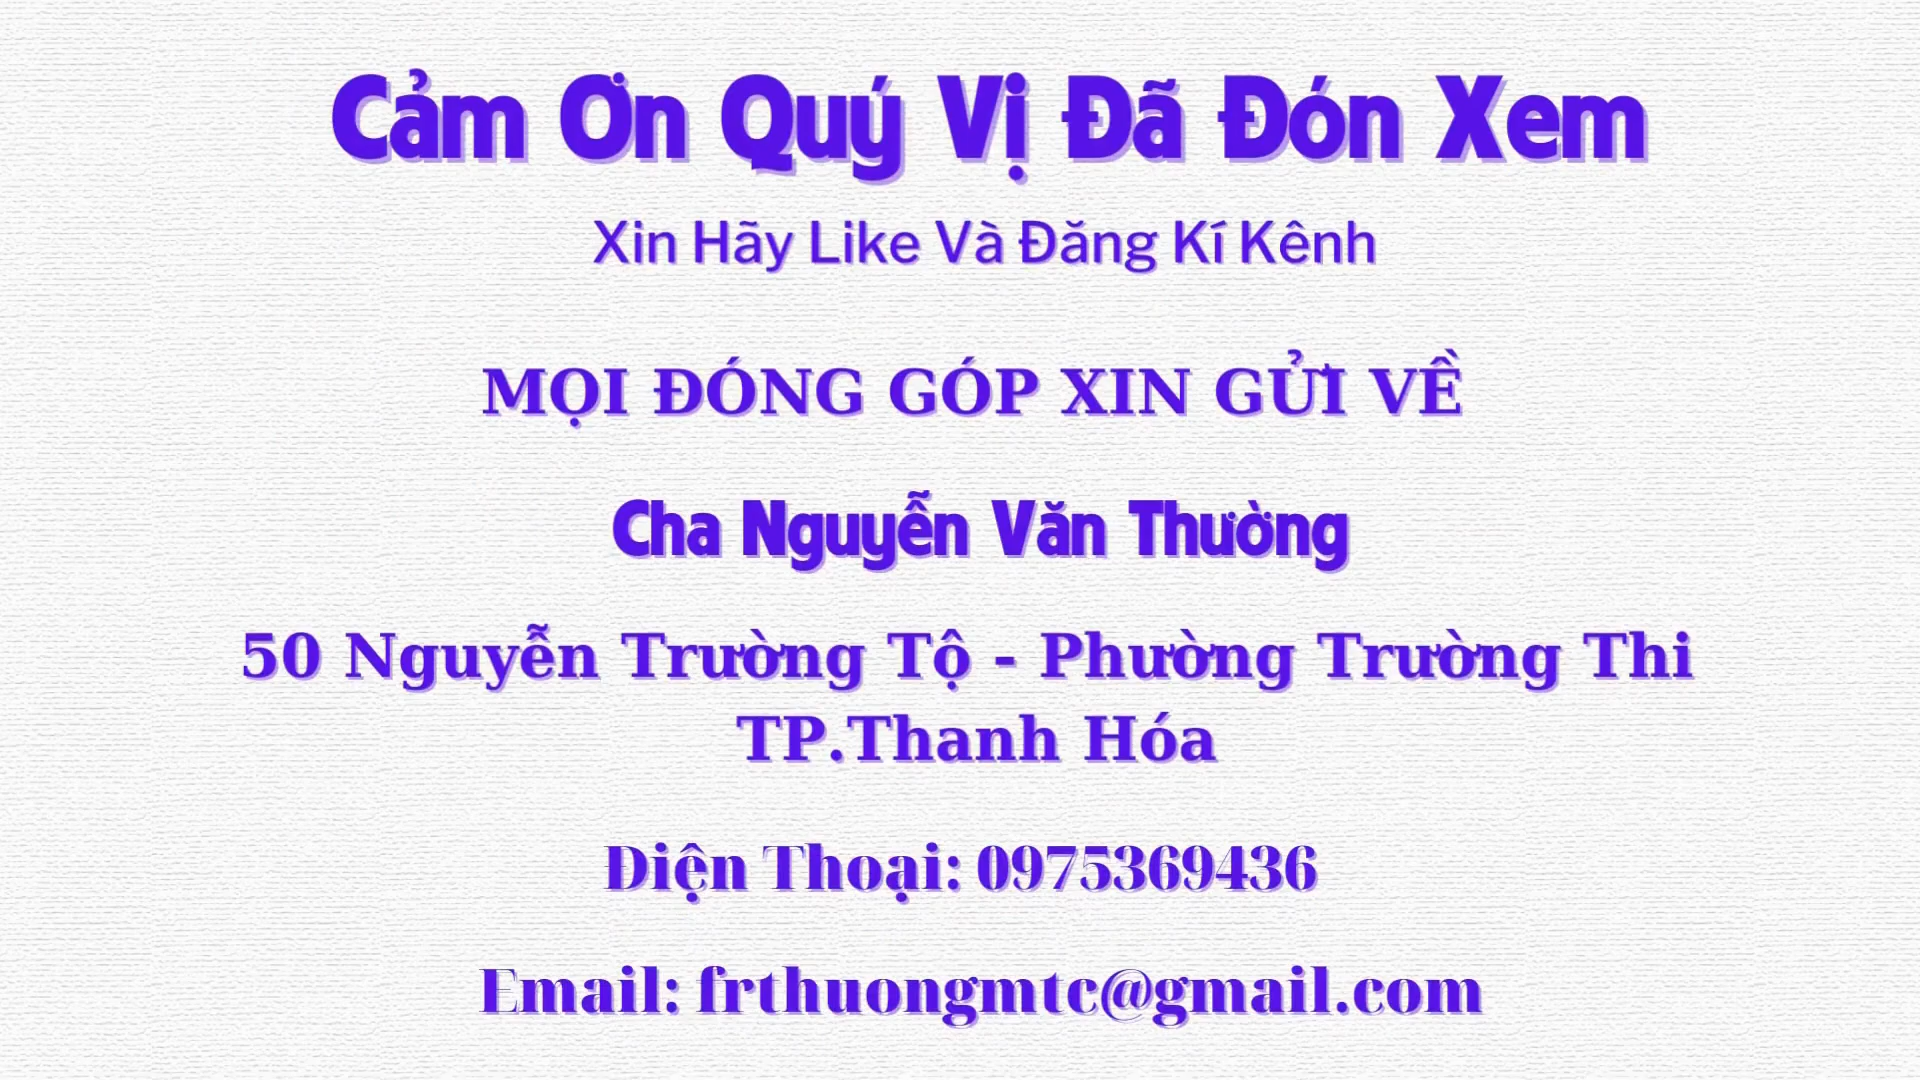 Cảm Ơn Quý Vị Đã Đón Xem
Xin Hãy Like Và Đăng Kí Kênh
MỌI ĐÓNG GÓP XIN GỬI VỀ
Cha Nguyễn Văn Thường
50 Nguyễn Trường Tộ - Phường Trường Thi
TP.Thanh Hóa
Điện Thoại: 0975369436
Email: frthuongmtc@gmail.com